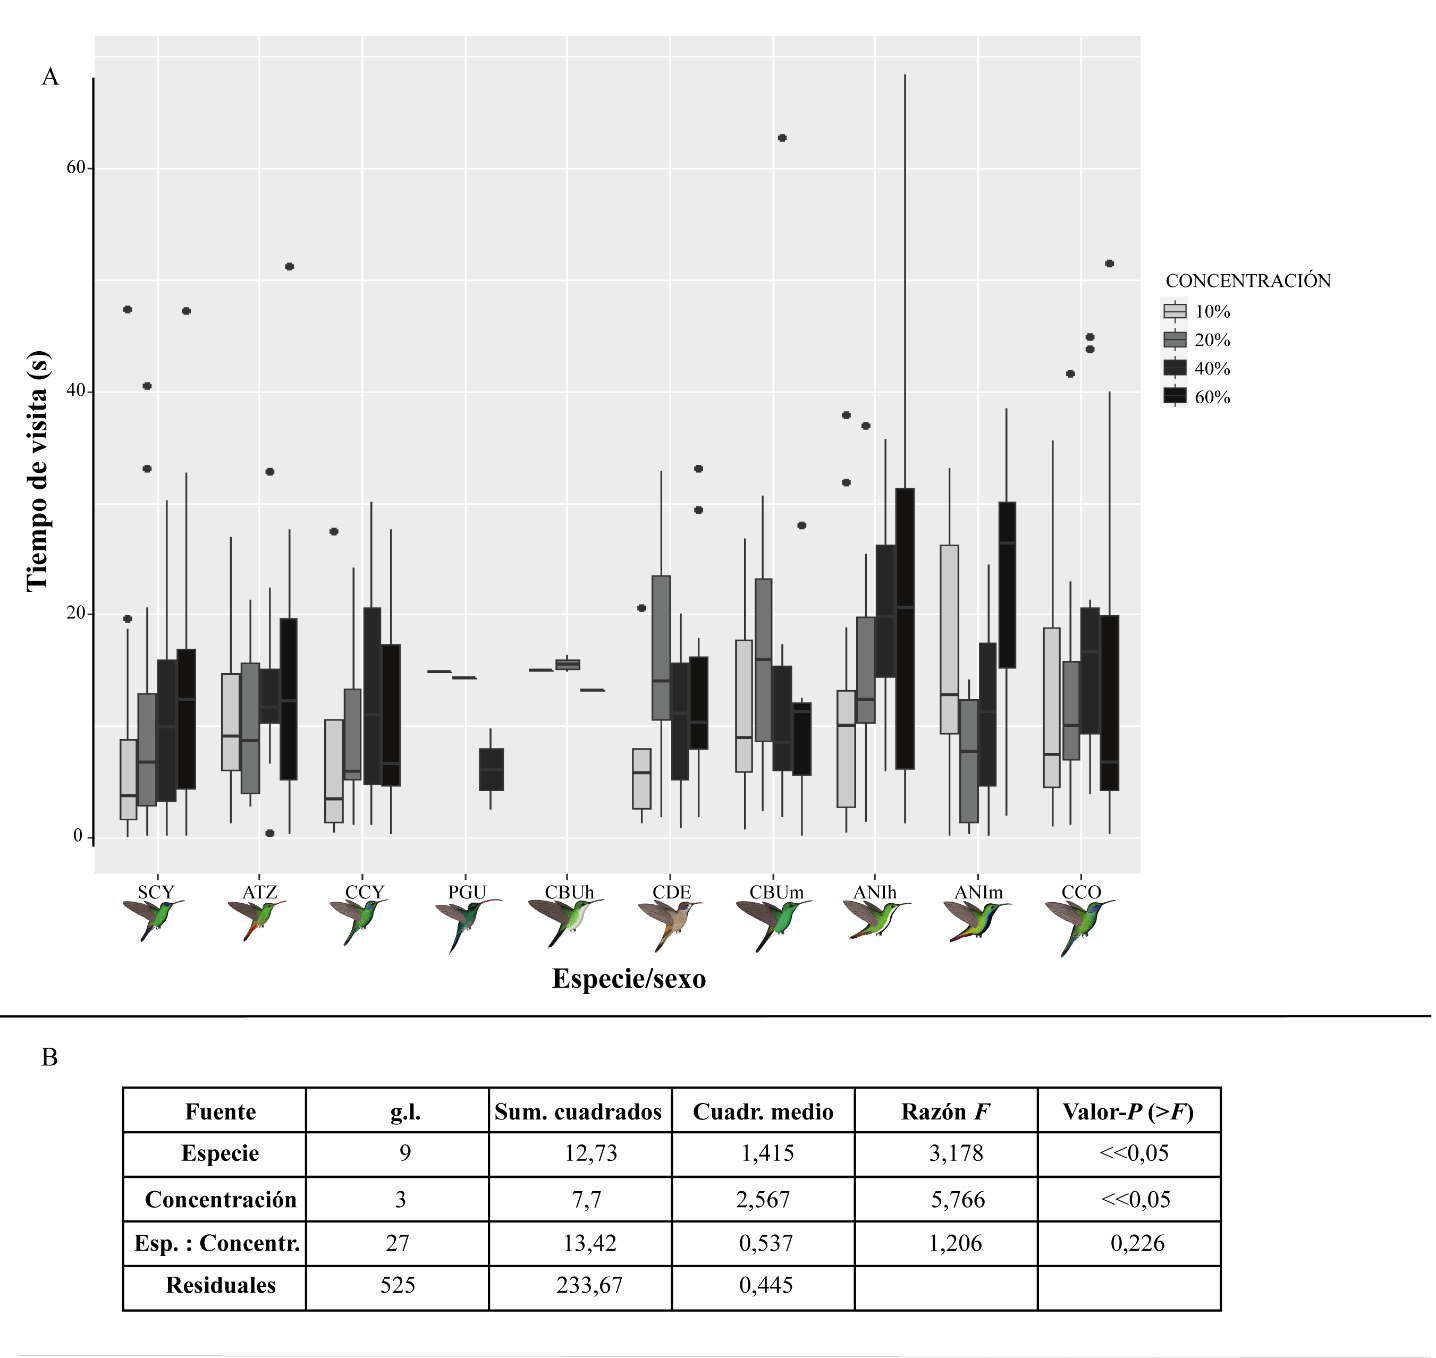 A
60
40
20
0
Tiempo de visita (s)
CONCENTRACIÓN
10%
20%
40%
60%
SCY ATZ CCY PGU CBUh CDE CBUm ANIh ANIm CCO
Especie/sexo
B
Fuente g.l. Sum. cuadrados Cuadr. medio Razón F Valor-P (>F)
Especie 9 12,73 1,415 3,178 <<0,05
Concentración 3 7,7 2,567 5,766 <<0,05
Esp. : Concentr. 27 13,42 0,537 1,206 0,226
Residuales 525 233,67 0,445